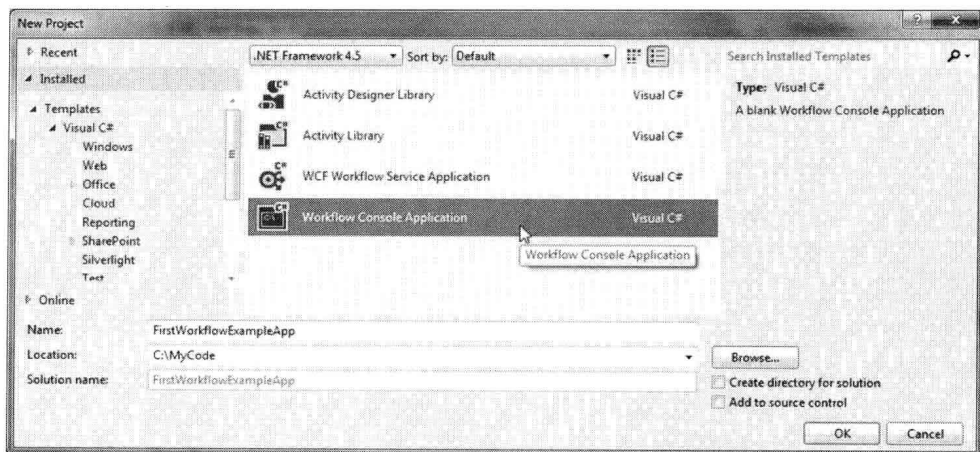 New Project
Recent
Installed
Templates
Visual C#
Windows
Web
Office
Cloud
Reporting
SharePoint
Silverlight
Test
Online
.NET Framework 4.5 Sort by: Default
Activity Designer Library Visual C#
Activity Library Visual C#
WCF Workflow Service Application Visual C#
Workflow Console Application Visual C#
Workflow Console Application
Search Installed Templates
Type: Visual C#
A blank Workflow Console Application
Name: FirstWorkflowExampleApp
Location: C:\MyCode Browse...
Solution name: FirstWorkflowExampleApp
Create directory for solution
Add to source control
OK Cancel